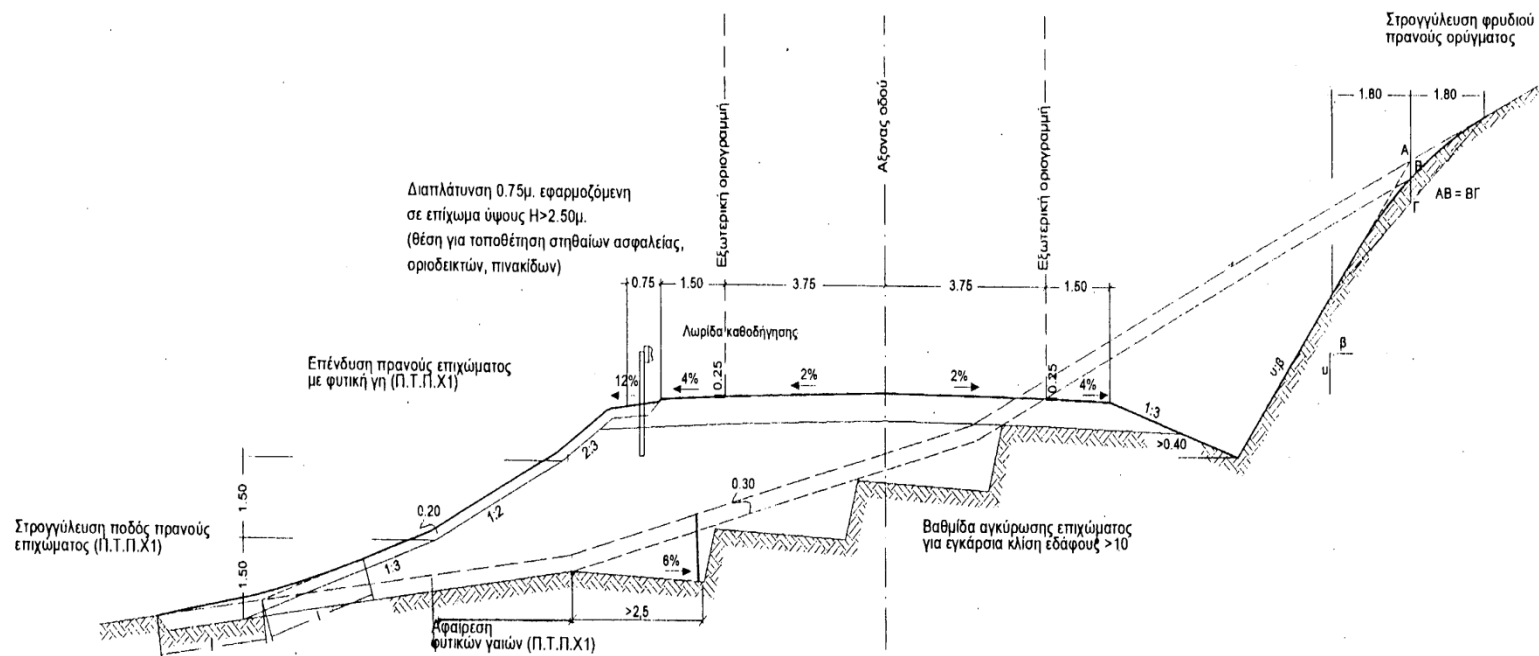 Στρογγύλευση φρυδιού
πρανούς ορύγματος
1.80
1.80
Εξωτερική οριογραμμή
Αξονας οδού
Εξωτερική οριογραμμή
A
B
Γ
AB = ΒΓ
Διαπλάτυνση 0.75μ. εφαρμοζόμενη
σε επίχωμα ύψους Η>2.50μ.
(θέση για τοποθέτηση στηθαίων ασφαλείας,
οριοδεικτών, πινακίδων)
0.75
1.50
3.75
3.75
1.50
Λωρίδα καθοδήγησης
Επένδυση πρανούς επιχώματος
με φυτική γη (Π.Τ.Π.Χ1)
12%
4%
0.25
2%
2%
0.25
4%
β
υ
υ:β
1:3
>0.40
2:3
1.50
0.20
1:2
0.30
Στρογγύλευση ποδός πρανούς
επιχώματος (Π.Τ.Π.Χ1)
Βαθμίδα αγκύρωσης επιχώματος
για εγκάρσια κλίση εδάφους >10
1:3
6%
1.50
>2,5
Αφαίρεση
φυτικών γαιών (Π.Τ.Π.Χ1)